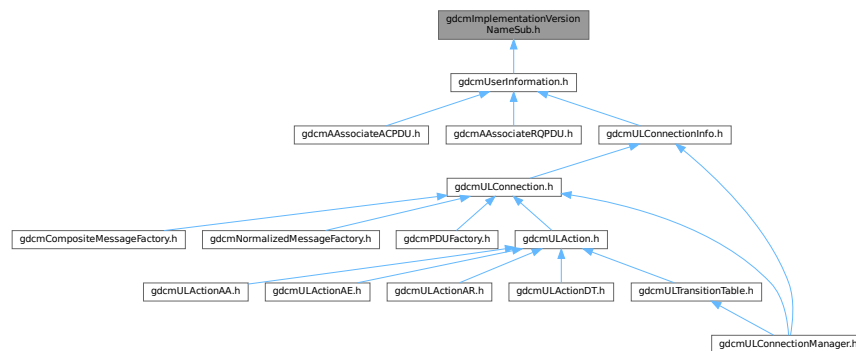 gdcmImplementationVersion
NameSub.h
gdcmUserInformation.h
gdcmAAssociateACPDU.h
gdcmAAssociateRQPDU.h
gdcmULConnectionInfo.h
gdcmULConnection.h
gdcmCompositeMessageFactory.h
gdcmNormalizedMessageFactory.h
gdcmPDUFactory.h
gdcmULAction.h
gdcmULActionAA.h
gdcmULActionAE.h
gdcmULActionAR.h
gdcmULActionDT.h
gdcmULTransitionTable.h
gdcmULConnectionManager.h